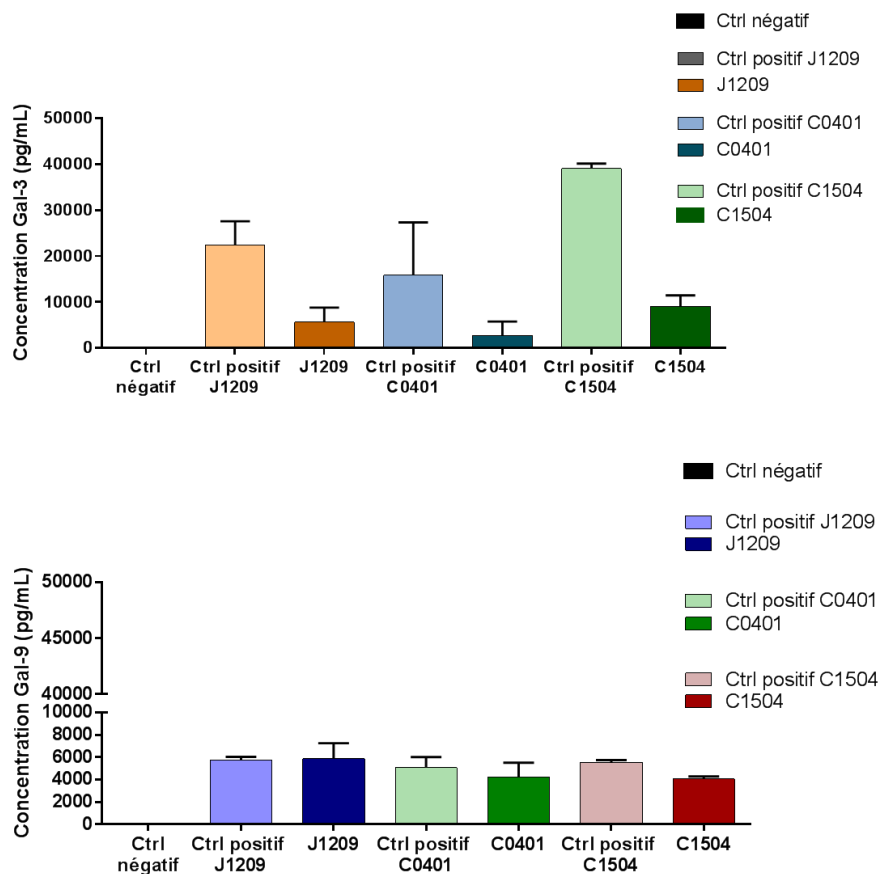 Ctrl négatif
Ctrl positif J1209
J1209
Ctrl positif C0401
C0401
Ctrl positif C1504
C1504
Concentration Gal-3 (pg/mL)
50000
40000
30000
20000
10000
0
Ctrl négatif
Ctrl positif J1209
J1209
Ctrl positif C0401
C0401
Ctrl positif C1504
C1504
Ctrl négatif
Ctrl positif J1209
J1209
Ctrl positif C0401
C0401
Ctrl positif C1504
C1504
Concentration Gal-9 (pg/mL)
50000
45000
40000
10000
8000
6000
4000
2000
0
Ctrl négatif
Ctrl positif J1209
J1209
Ctrl positif C0401
C0401
Ctrl positif C1504
C1504